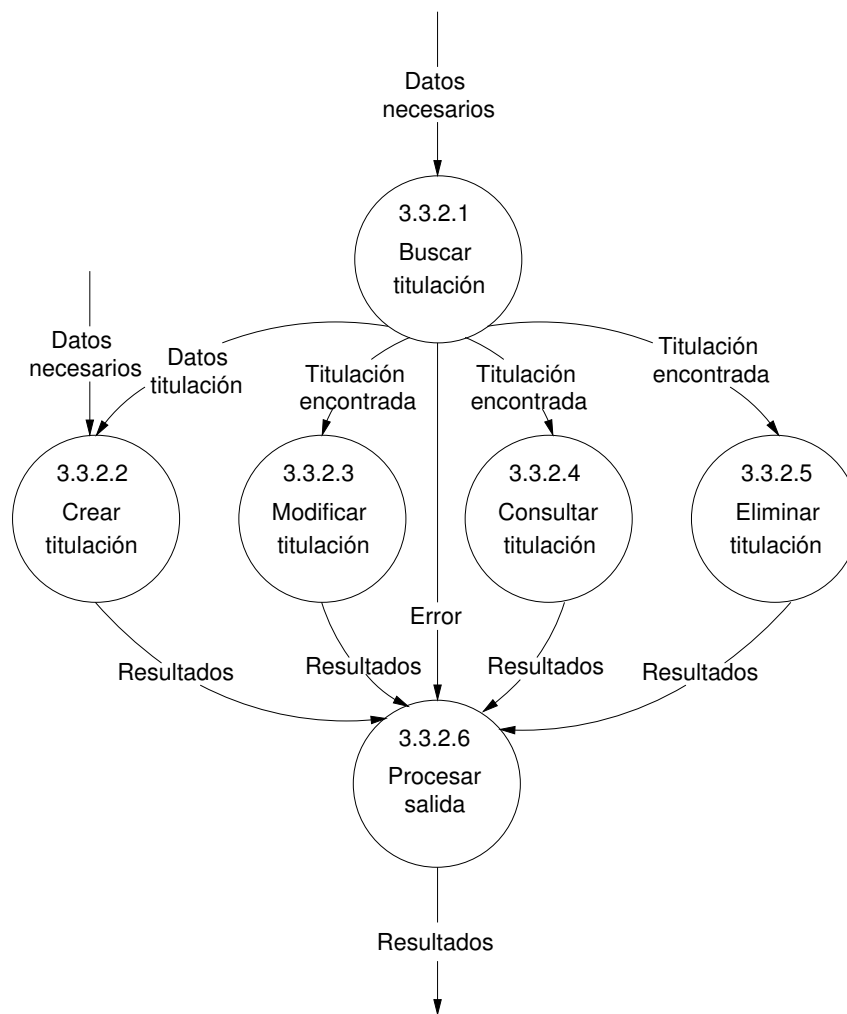 Datos
necesarios
3.3.2.1
Buscar
titulación
Datos
necesarios
Datos
titulación
Titulación
encontrada
Titulación
encontrada
Titulación
encontrada
3.3.2.2
Crear
titulación
3.3.2.3
Modificar
titulación
3.3.2.4
Consultar
titulación
3.3.2.5
Eliminar
titulación
Error
Resultados
Resultados
Resultados
Resultados
3.3.2.6
Procesar
salida
Resultados